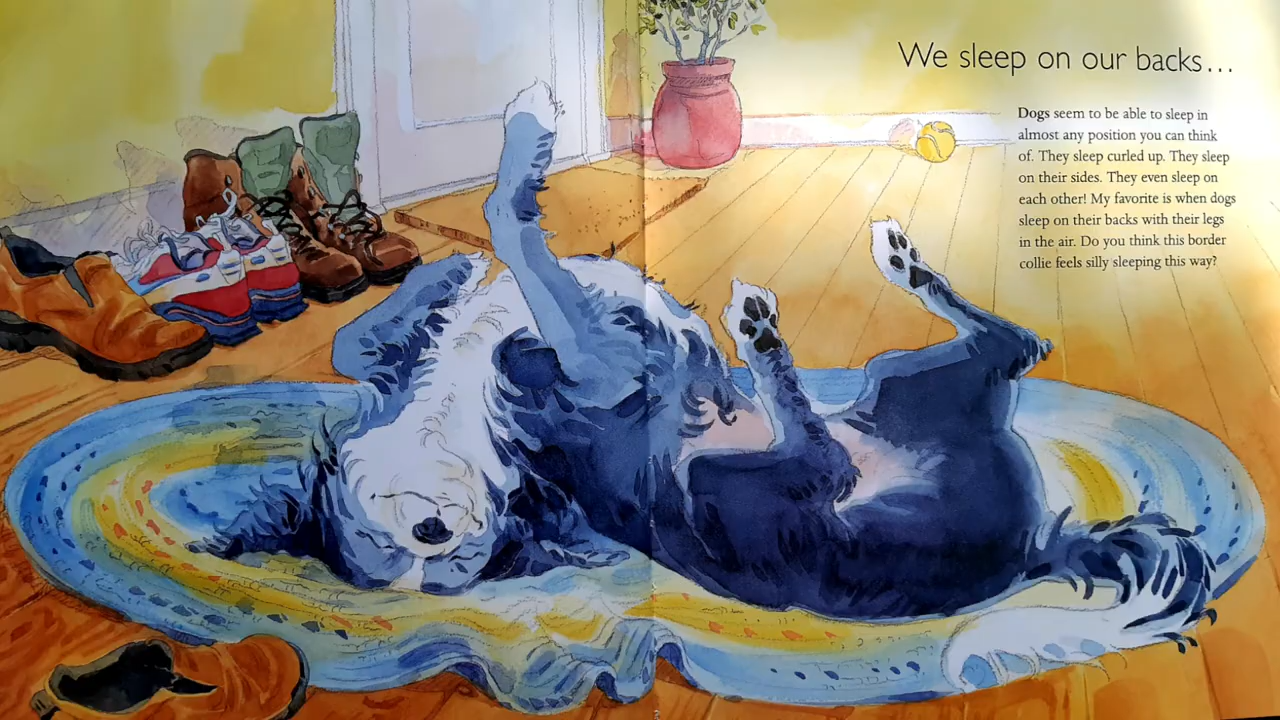 We sleep on our backs...
Dogs seem to be able to sleep in
almost any position you can think
of. They sleep curled up. They sleep
on their sides. They even sleep on
each other! My favorite is when dogs
sleep on their backs with their legs
in the air. Do you think this border
collie feels silly sleeping this way?